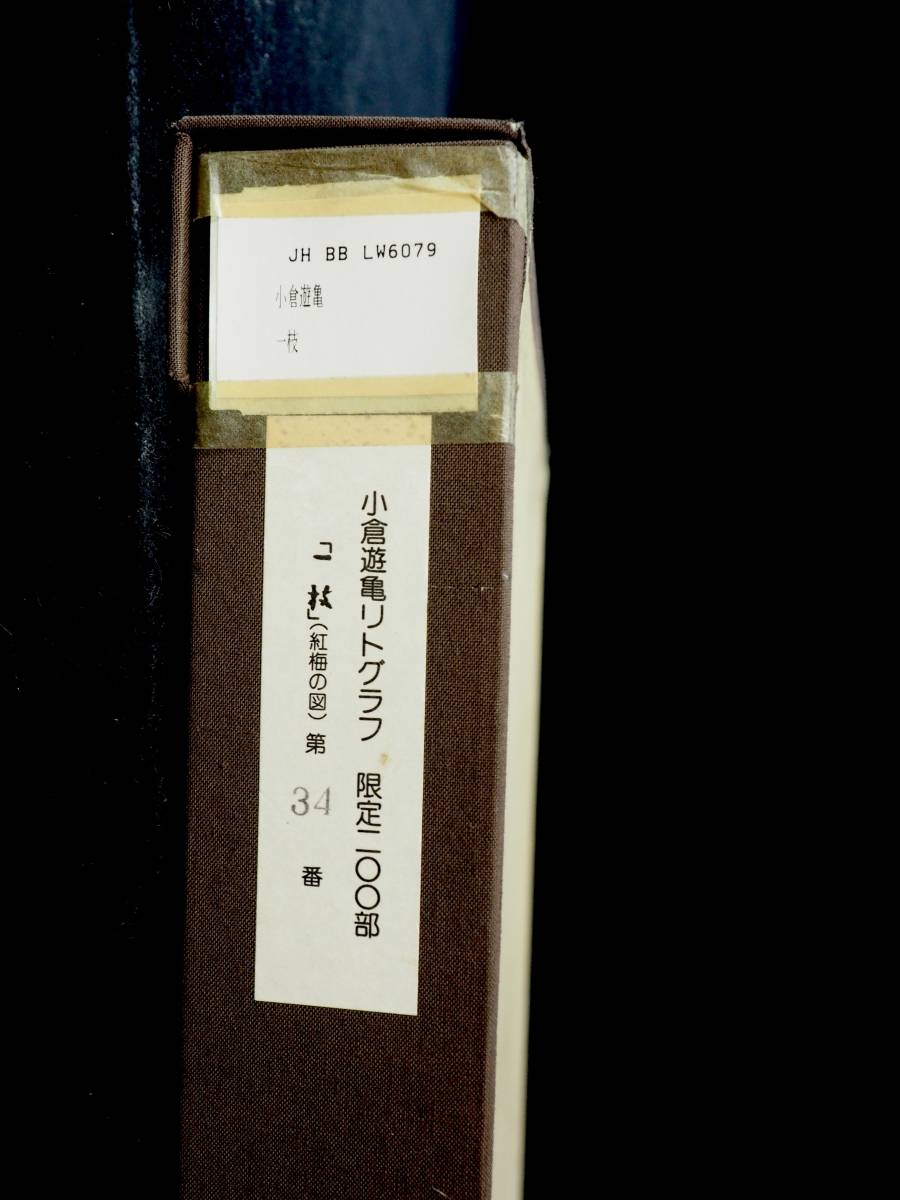 JH BB LW6079
小倉遊亀
一枝
小倉遊亀リトグラフ 限定二〇〇部
「一枝」(紅梅の図)第 34 番